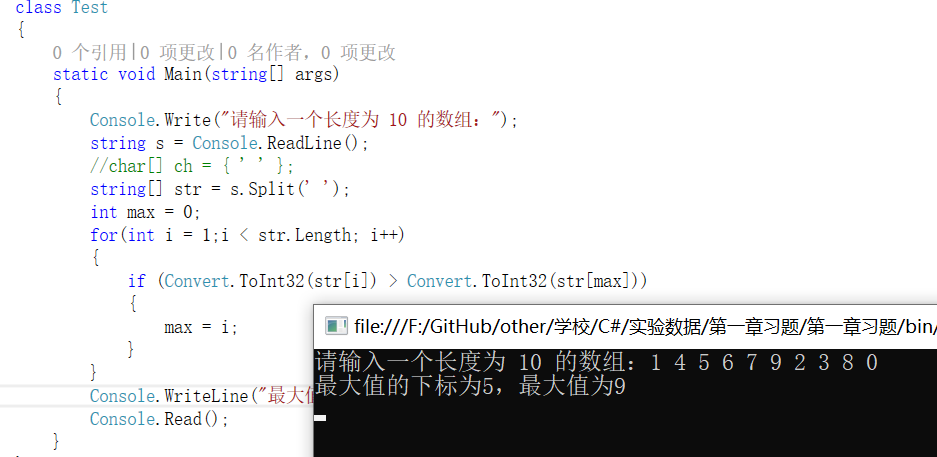 class Test
{
0 个引用|0 项更改|0 名作者，0 项更改
static void Main(string[] args)
{
Console.Write("请输入一个长度为 10 的数组：");
string s = Console.ReadLine();
//char[] ch = { ' ' };
string[] str = s.Split(' ');
int max = 0;
for(int i = 1;i < str.Length; i++)
{
if (Convert.ToInt32(str[i]) > Convert.ToInt32(str[max]))
{
max = i;
}
}
Console.WriteLine("最大
Console.Read();
}
file:///F:/GitHub/other/学校/C#/实验数据/第一章习题/第一章习题/bin/
请输入一个长度为 10 的数组：1 4 5 6 7 9 2 3 8 0
最大值的下标为5，最大值为9